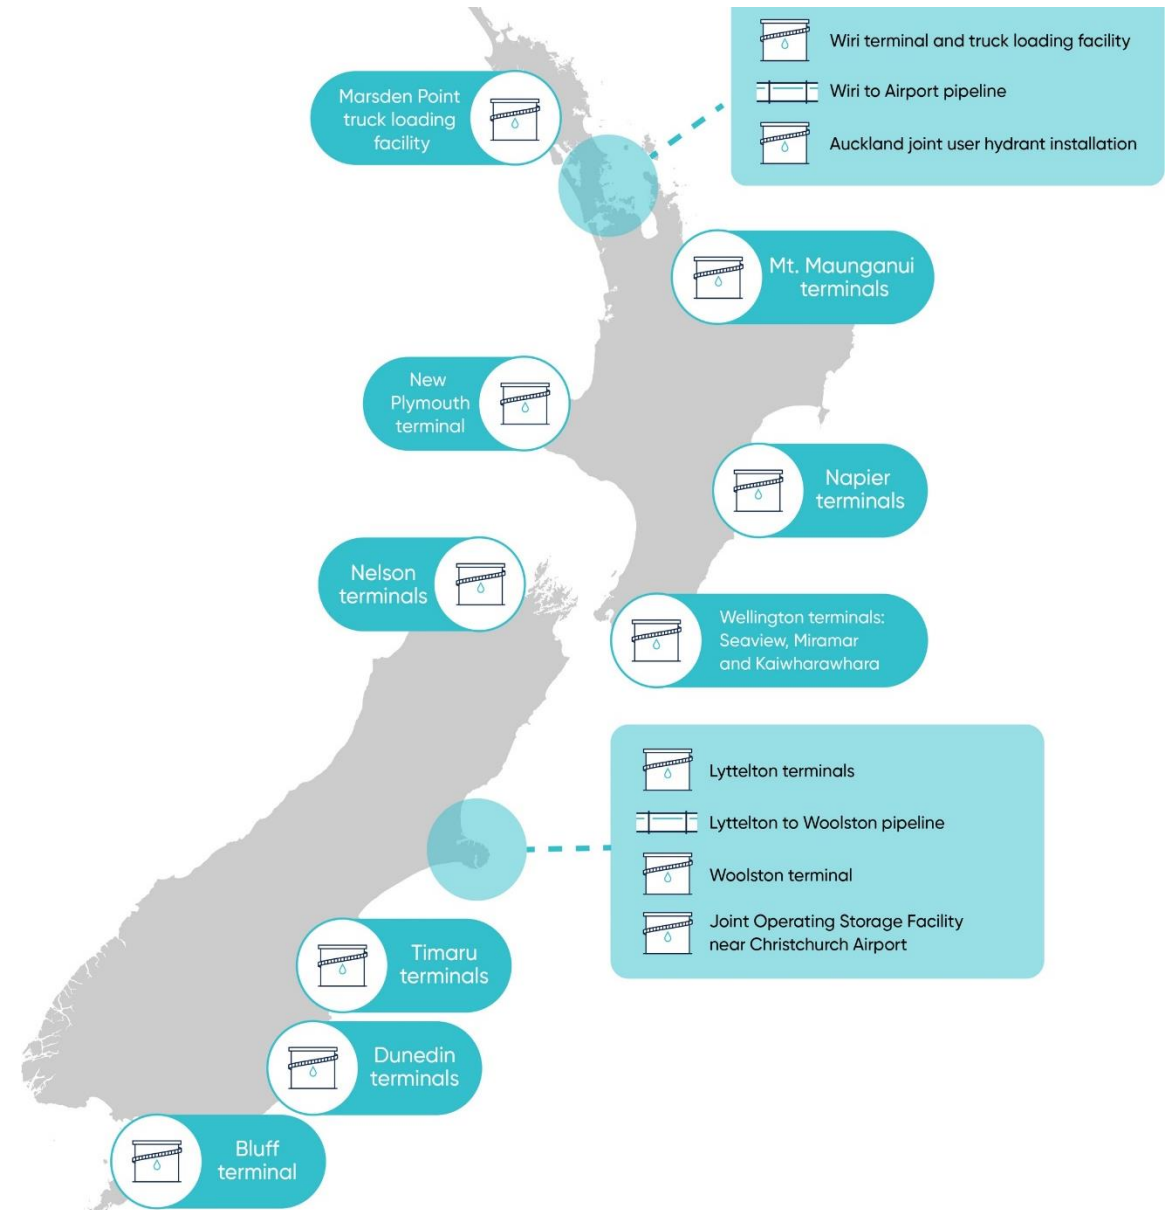 Wiri terminal and truck loading facility
Wiri to Airport pipeline
Auckland joint user hydrant installation
Marsden Point
truck loading
facility
Mt. Maunganui
terminals
New
Plymouth
terminal
Napier
terminals
Nelson
terminals
Wellington terminals:
Seaview, Miramar
and Kaiwharawhara
Lyttelton terminals
Lyttelton to Woolston pipeline
Woolston terminal
Joint Operating Storage Facility
near Christchurch Airport
Timaru
terminals
Dunedin
terminals
Bluff
terminal